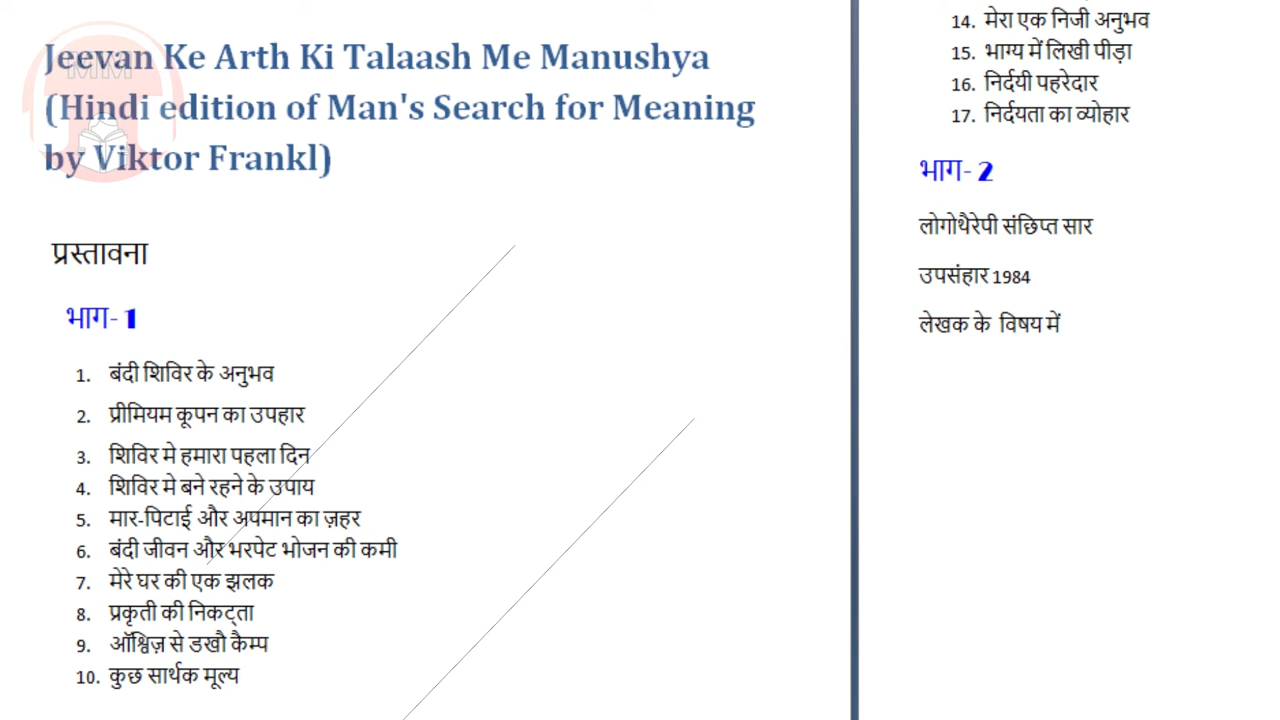 Jeevan Ke Arth Ki Talaash Me Manushya
(Hindi edition of Man's Search for Meaning
by Viktor Frankl)
प्रस्तावना
भाग- 1
1. बंदी शिविर के अनुभव
2. प्रीमियम कूपन का उपहार
3. शिविर मे हमारा पहला दिन
4. शिविर मे बने रहने के उपाय
5. मार-पिटाई और अपमान का ज़हर
6. बंदी जीवन और भरपेट भोजन की कमी
7. मेरे घर की एक झलक
8. प्रकृती की निकट्ता
9. ऑश्विज़ से डखौ कैम्प
10. कुछ सार्थक मूल्य
14. मेरा एक निजी अनुभव
15. भाग्य में लिखी पीड़ा
16. निर्दयी पहरेदार
17. निर्दयता का व्योहार
भाग- 2
लोगोथैरेपी संछिप्त सार
उपसंहार 1984
लेखक के विषय में
MM